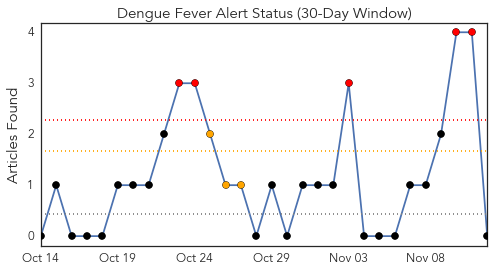 Dengue Fever Alert Status (30-Day Window)
Articles Found
4
3
2
1
0
Oct 14 Oct 19 Oct 24 Oct 29 Nov 03 Nov 08